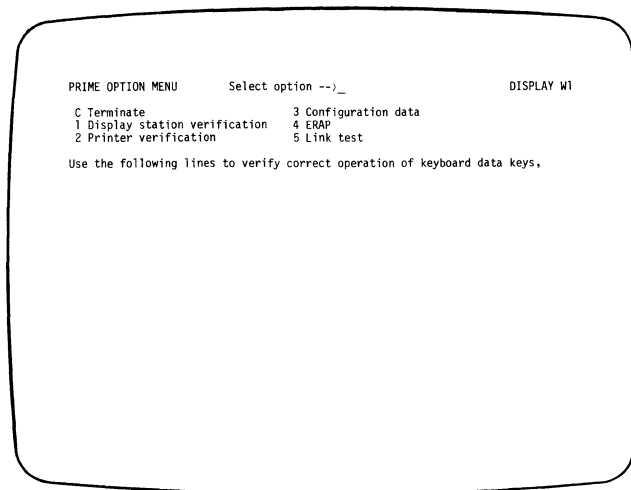 PRIME OPTION MENU Select option -->_ DISPLAY W1
C Terminate 3 Configuration data
1 Display station verification 4 ERAP
2 Printer verification 5 Link test
Use the following lines to verify correct operation of keyboard data keys,